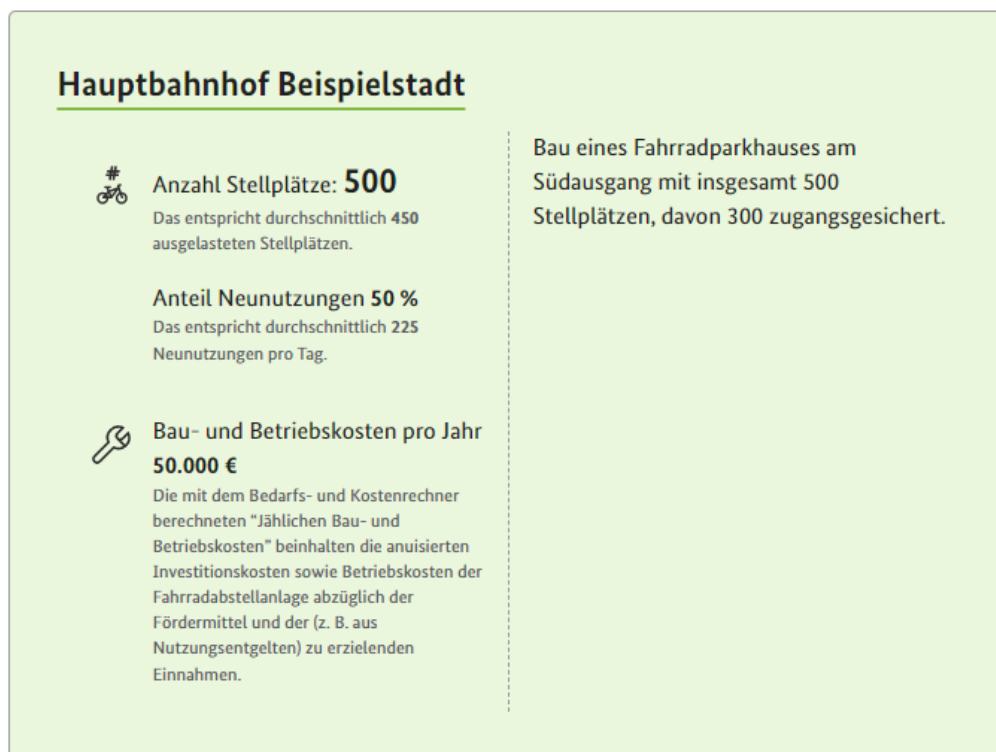 Hauptbahnhof Beispielstadt
#
Anzahl Stellplätze: 500
Das entspricht durchschnittlich 450
ausgelasteten Stellplätzen.
Anteil Neunutzungen 50 %
Das entspricht durchschnittlich 225
Neunutzungen pro Tag.
Bau- und Betriebskosten pro Jahr
50.000 €
Die mit dem Bedarfs- und Kostenrechner
berechneten “Jählichen Bau- und
Betriebskosten” beinhalten die anuisierten
Investitionskosten sowie Betriebskosten der
Fahrradabstellanlage abzüglich der
Fördermittel und der (z. B. aus
Nutzungsentgelten) zu erzielenden
Einnahmen.
Bau eines Fahrradparkhauses am
Südausgang mit insgesamt 500
Stellplätzen, davon 300 zugangsgesichert.